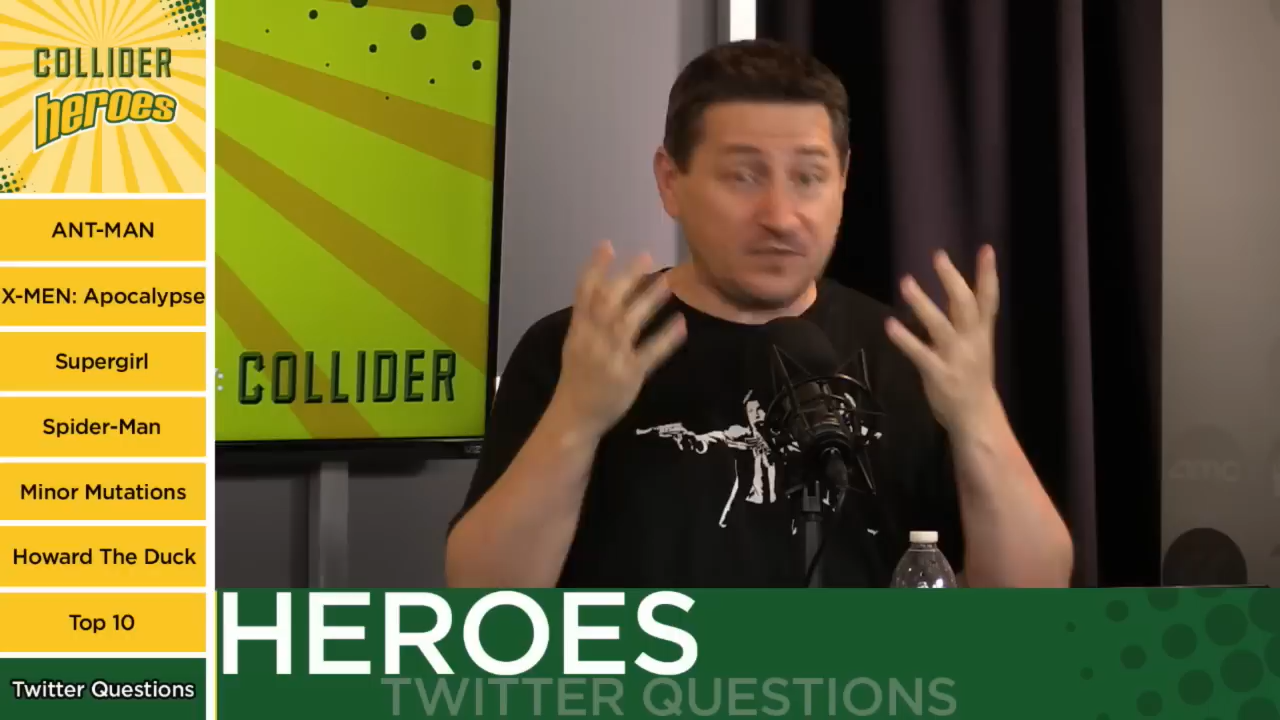 COLLIDER
heroes
ANT-MAN
X-MEN: Apocalypse
Supergirl
Spider-Man
Minor Mutations
Howard The Duck
Top 10
Twitter Questions
COLLIDER
HEROES
TWITTER QUESTIONS